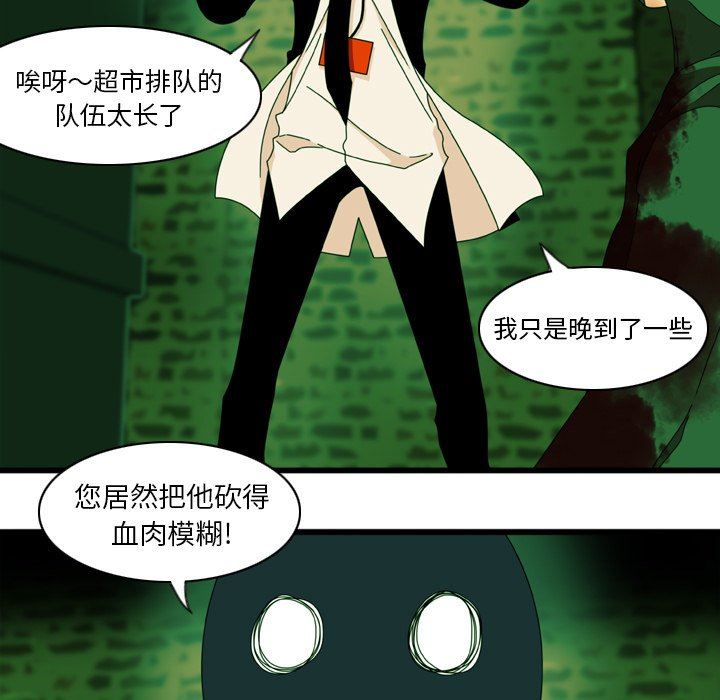 唉呀～超市排队的
队伍太长了
我只是晚到了一些
您居然把他砍得
血肉模糊!